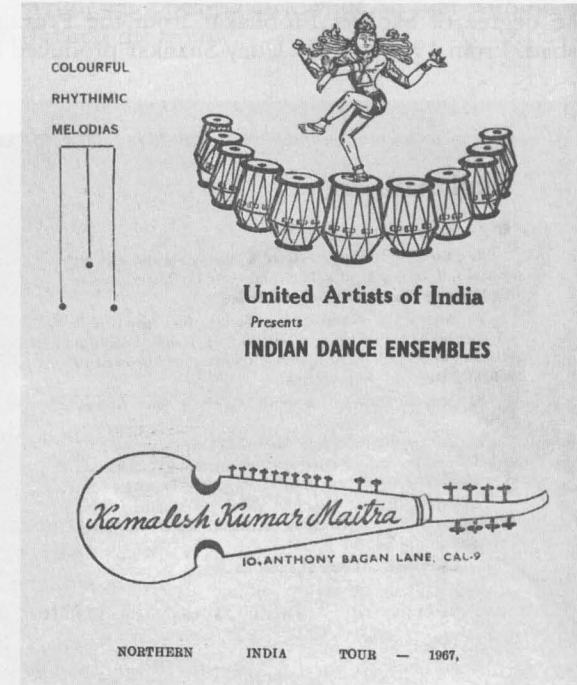 COLOURFUL
RHYTHIMIC
MELODIAS
United Artists of India
Presents
INDIAN DANCE ENSEMBLES
Kamalesh Kumar Maitra
10, ANTHONY BAGAN LANE, CAL-9
NORTHERN INDIA TOUR — 1967,